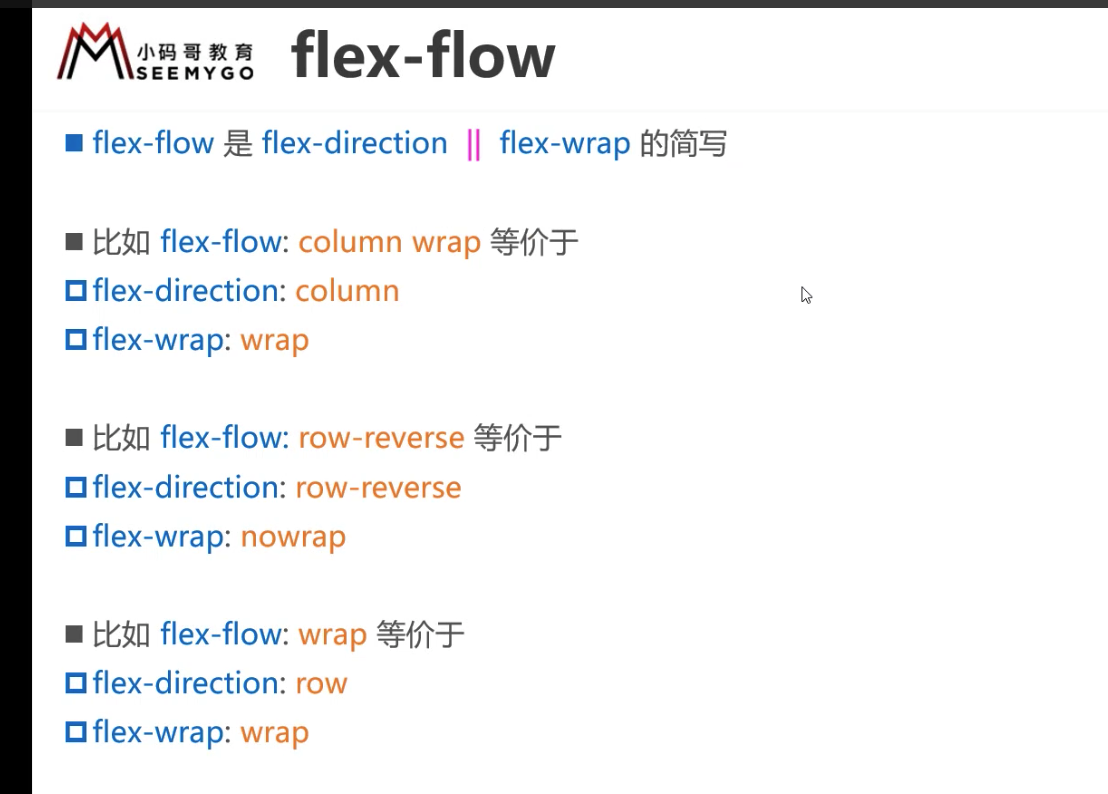 小码哥教育
SEEMYGO
flex-flow
flex-flow 是 flex-direction || flex-wrap 的简写
比如 flex-flow: column wrap 等价于
flex-direction: column
flex-wrap: wrap
比如 flex-flow: row-reverse 等价于
flex-direction: row-reverse
flex-wrap: nowrap
比如 flex-flow: wrap 等价于
flex-direction: row
flex-wrap: wrap